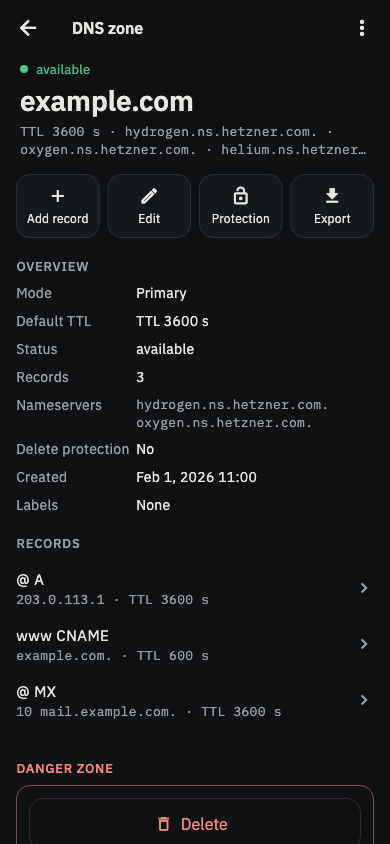 DNS zone
available
example.com
TTL 3600 s · hydrogen.ns.hetzner.com. ·
oxygen.ns.hetzner.com. · helium.ns.hetzner…
Add record
Edit
Protection
Export
OVERVIEW
Mode Primary
Default TTL TTL 3600 s
Status available
Records 3
Nameservers hydrogen.ns.hetzner.com.
oxygen.ns.hetzner.com.
Delete protection No
Created Feb 1, 2026 11:00
Labels None
RECORDS
@ A
203.0.113.1 · TTL 3600 s
www CNAME
example.com. · TTL 600 s
@ MX
10 mail.example.com. · TTL 3600 s
DANGER ZONE
Delete